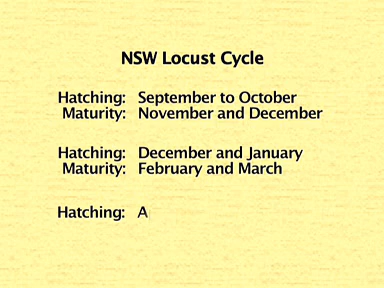 NSW Locust Cycle
Hatching: September to October
Maturity: November and December
Hatching: December and January
Maturity: February and March
Hatching: A